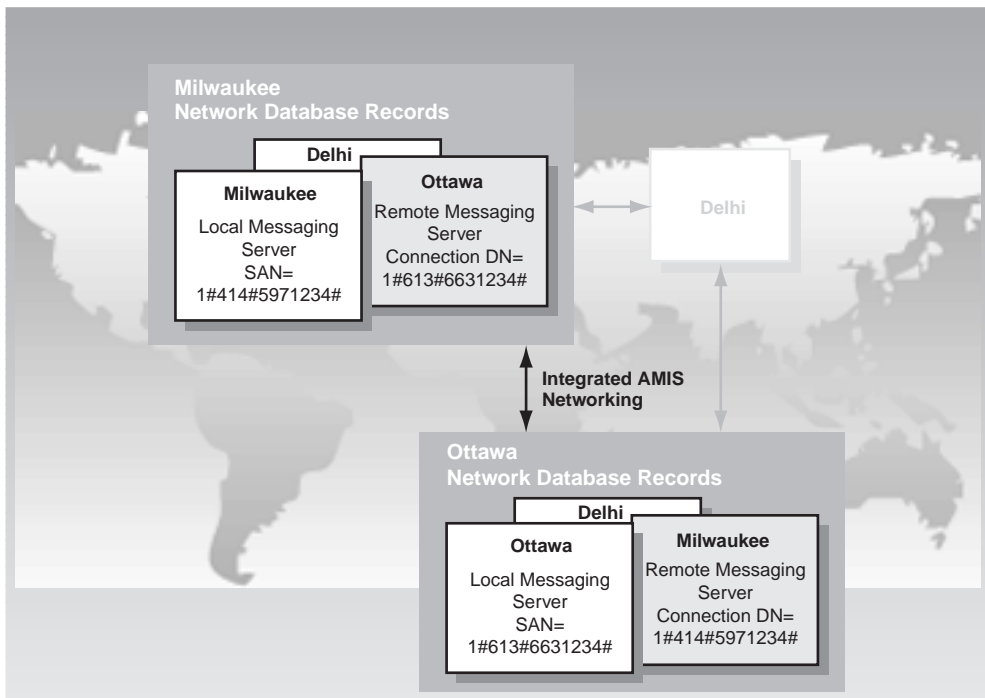 Milwaukee
Network Database Records
Delhi
Milwaukee
Local Messaging
Server
SAN=
1#414#5971234#
Ottawa
Remote Messaging
Server
Connection DN=
1#613#6631234#
Delhi
Integrated AMIS
Networking
Ottawa
Network Database Records
Delhi
Ottawa
Local Messaging
Server
SAN=
1#613#6631234#
Milwaukee
Remote Messaging
Server
Connection DN=
1#414#5971234#